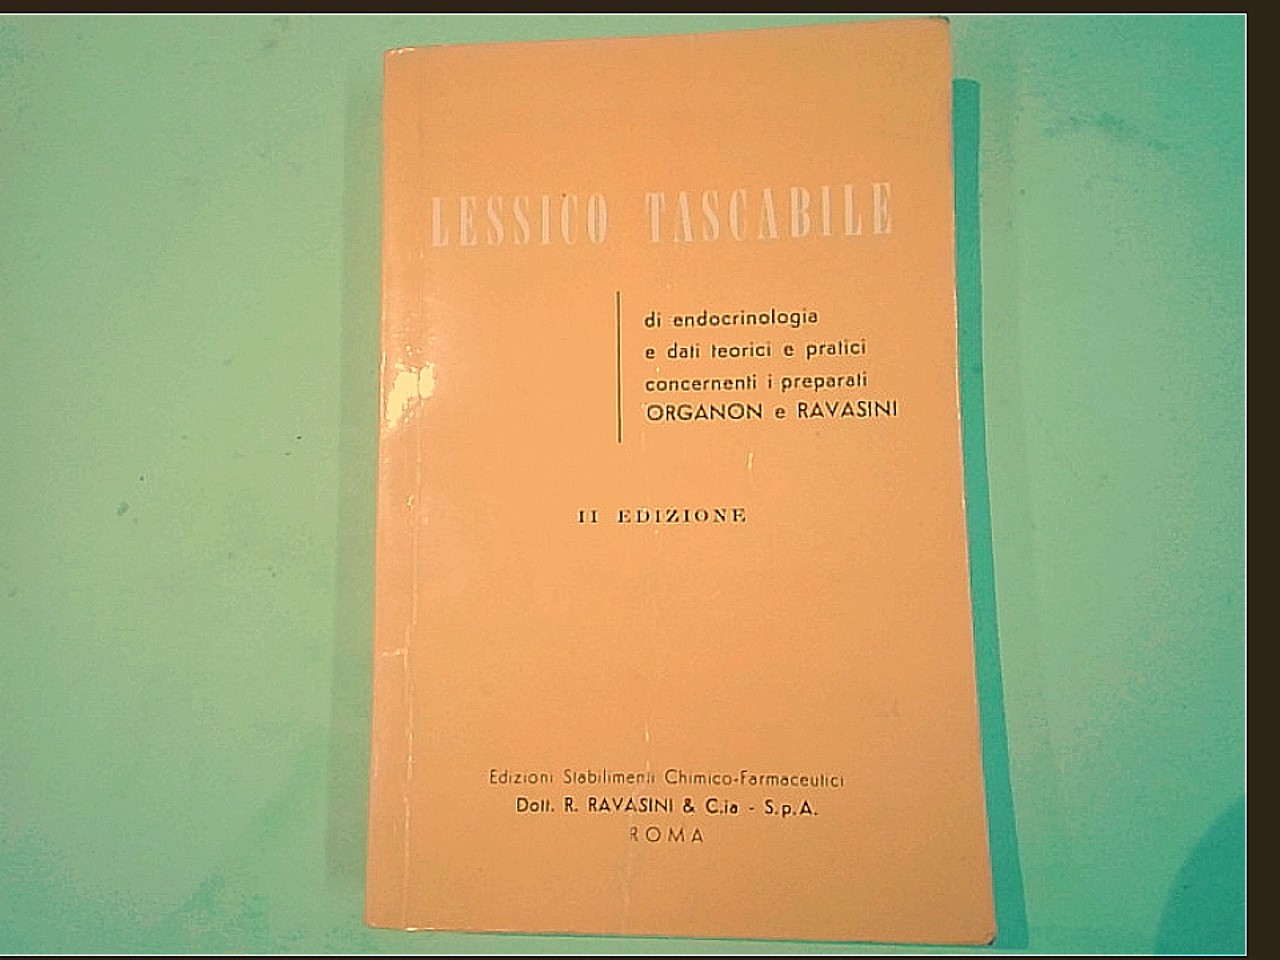 LESSICO TASCABILE
di endocrinologia
e dati teorici e pratici
concernenti i preparati
ORGANON e RAVASINI
II EDIZIONE
Edizioni Stabilimenti Chimico-Farmaceutici
Dott. R. RAVASINI & C.ia - S.p.A.
ROMA